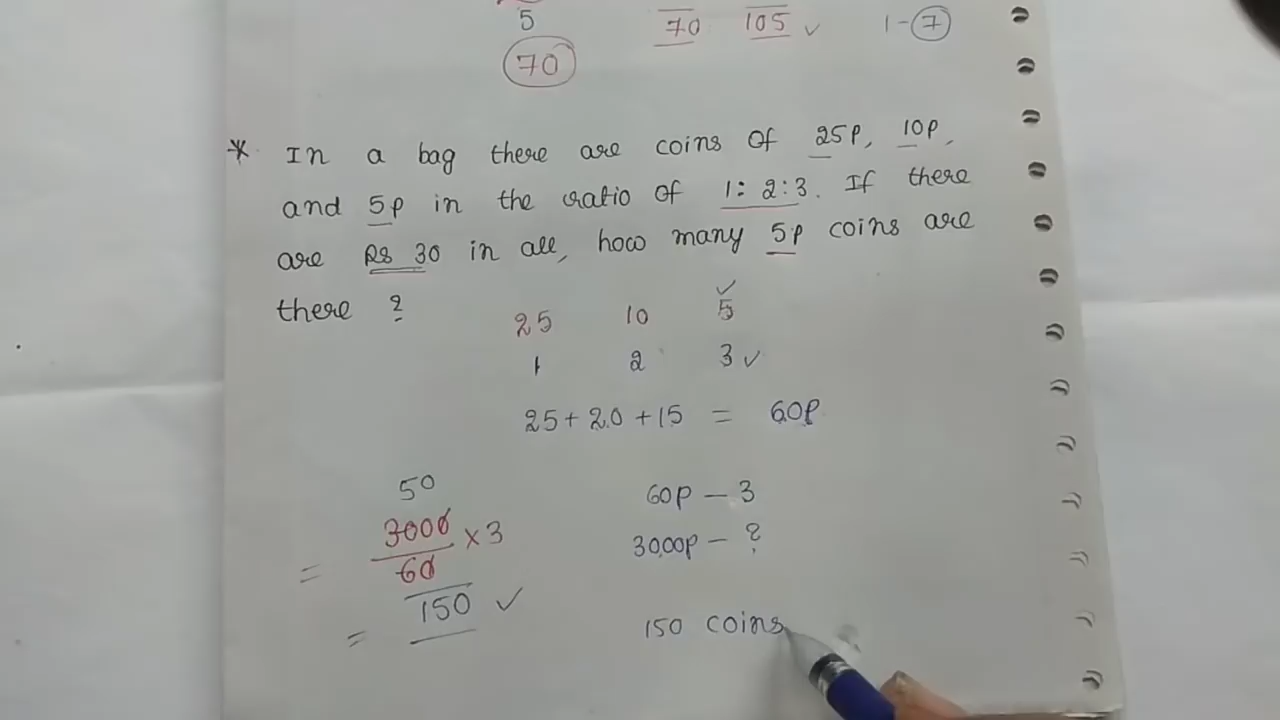 5 70 105 1-7
70
* In a bag there are coins of 25p, 10p,
and 5p in the ratio of 1: 2:3. If there
are Rs 30 in all, how many 5p coins are
there ?
25 10 5
1 2 3
25+20+15 = 60p
50
60p - 3
= 3000/60 × 3
3000p - ?
= 150
150 coins